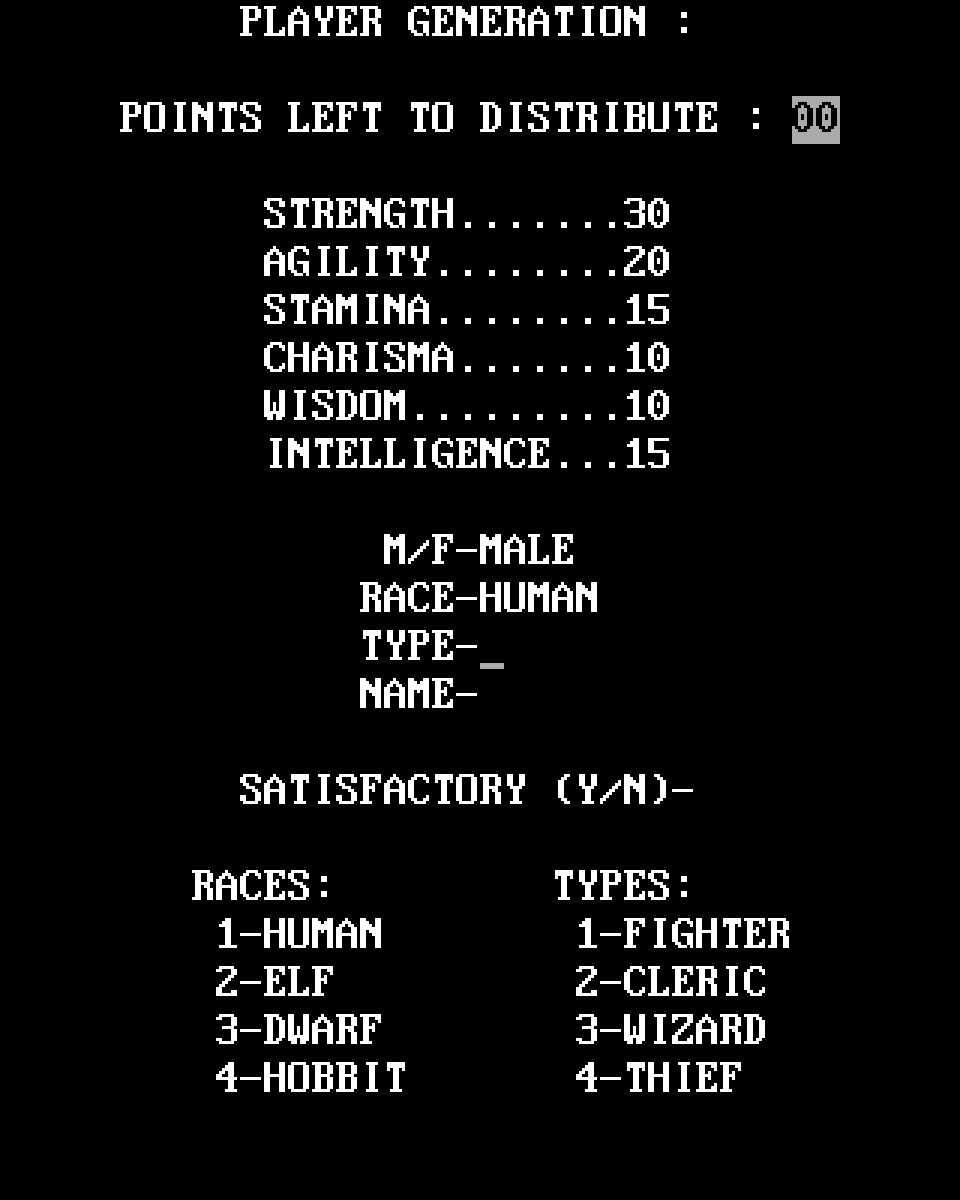 PLAYER GENERATION :
POINTS LEFT TO DISTRIBUTE : 00
STRENGTH.......30
AGILITY........20
STAMINA........15
CHARISMA.......10
WISDOM.........10
INTELLIGENCE...15
M/F-MALE
RACE-HUMAN
TYPE-_
NAME-
SATISFACTORY (Y/N)-
RACES: TYPES:
1-HUMAN 1-FIGHTER
2-ELF 2-CLERIC
3-DWARF 3-WIZARD
4-HOBBIT 4-THIEF